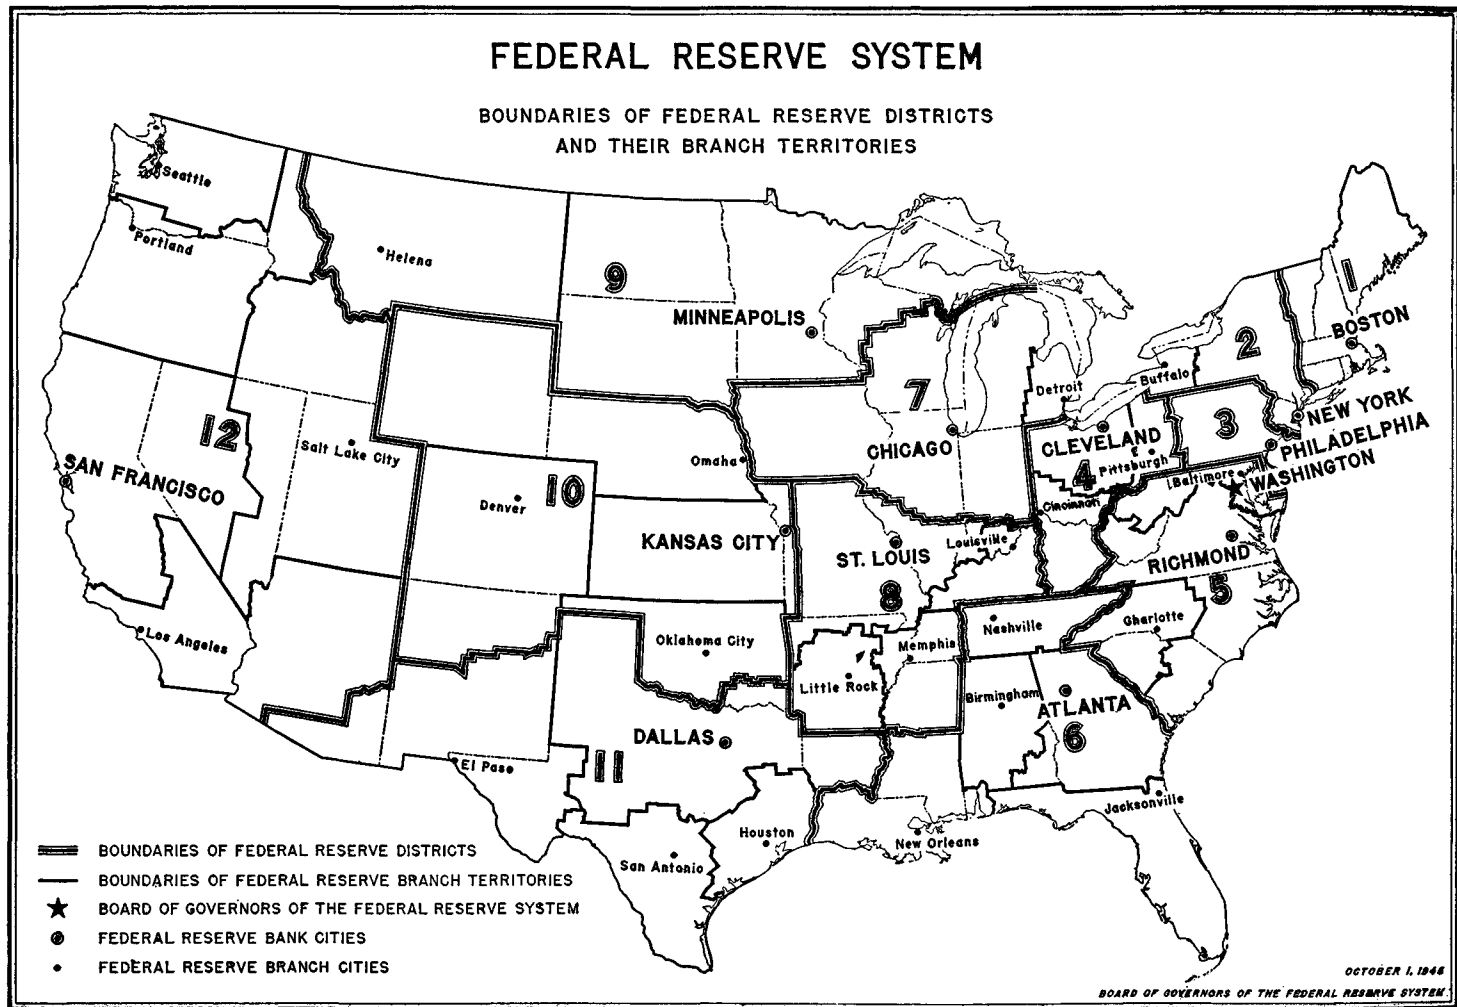 FEDERAL RESERVE SYSTEM
BOUNDARIES OF FEDERAL RESERVE DISTRICTS
AND THEIR BRANCH TERRITORIES
Seattle
Portland
Helena
9
MINNEAPOLIS
1
BOSTON
2
Buffalo
Detroit
7
CHICAGO
CLEVELAND
4
Pittsburgh
3
NEW YORK
PHILADELPHIA
WASHINGTON
Baltimore
12
SAN FRANCISCO
Salt Lake City
Omaha
Denver
10
KANSAS CITY
ST. LOUIS
8
Louisville
Cincinnati
RICHMOND
5
Los Angeles
Oklahoma City
Memphis
Nashville
Charlotte
Little Rock
Birmingham
ATLANTA
6
DALLAS
11
El Paso
Houston
San Antonio
New Orleans
Jacksonville
BOUNDARIES OF FEDERAL RESERVE DISTRICTS
BOUNDARIES OF FEDERAL RESERVE BRANCH TERRITORIES
BOARD OF GOVERNORS OF THE FEDERAL RESERVE SYSTEM
FEDERAL RESERVE BANK CITIES
FEDERAL RESERVE BRANCH CITIES
OCTOBER 1,
BOARD OF GOVERNORS OF THE FEDERAL RESERVE SYSTEM